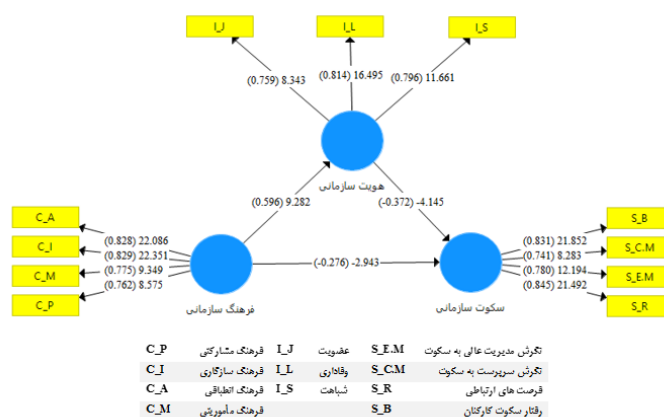 I_J
I_L
I_S
(0.759) 8.343
(0.814) 16.495
(0.796) 11.661
هویت سازمانی
(0.596) 9.282
(-0.372) -4.145
C_A
C_I
C_M
C_P
(0.828) 22.086
(0.829) 22.351
(0.775) 9.349
(0.762) 8.575
فرهنگ سازمانی
(-0.276) -2.943
سکوت سازمانی
(0.831) 21.852
(0.741) 8.283
(0.780) 12.194
(0.845) 21.492
S_B
S_C.M
S_E.M
S_R
C_P فرهنگ مشارکتی I_J عضویت S_E.M نگرش مدیریت عالی به سکوت
C_I فرهنگ سازگاری I_L وفاداری S_C.M نگرش سرپرست به سکوت
C_A فرهنگ انطباقی I_S شباهت S_R فرصت های ارتباطی
C_M فرهنگ مأموریتی S_B رفتار سکوت کارکنان